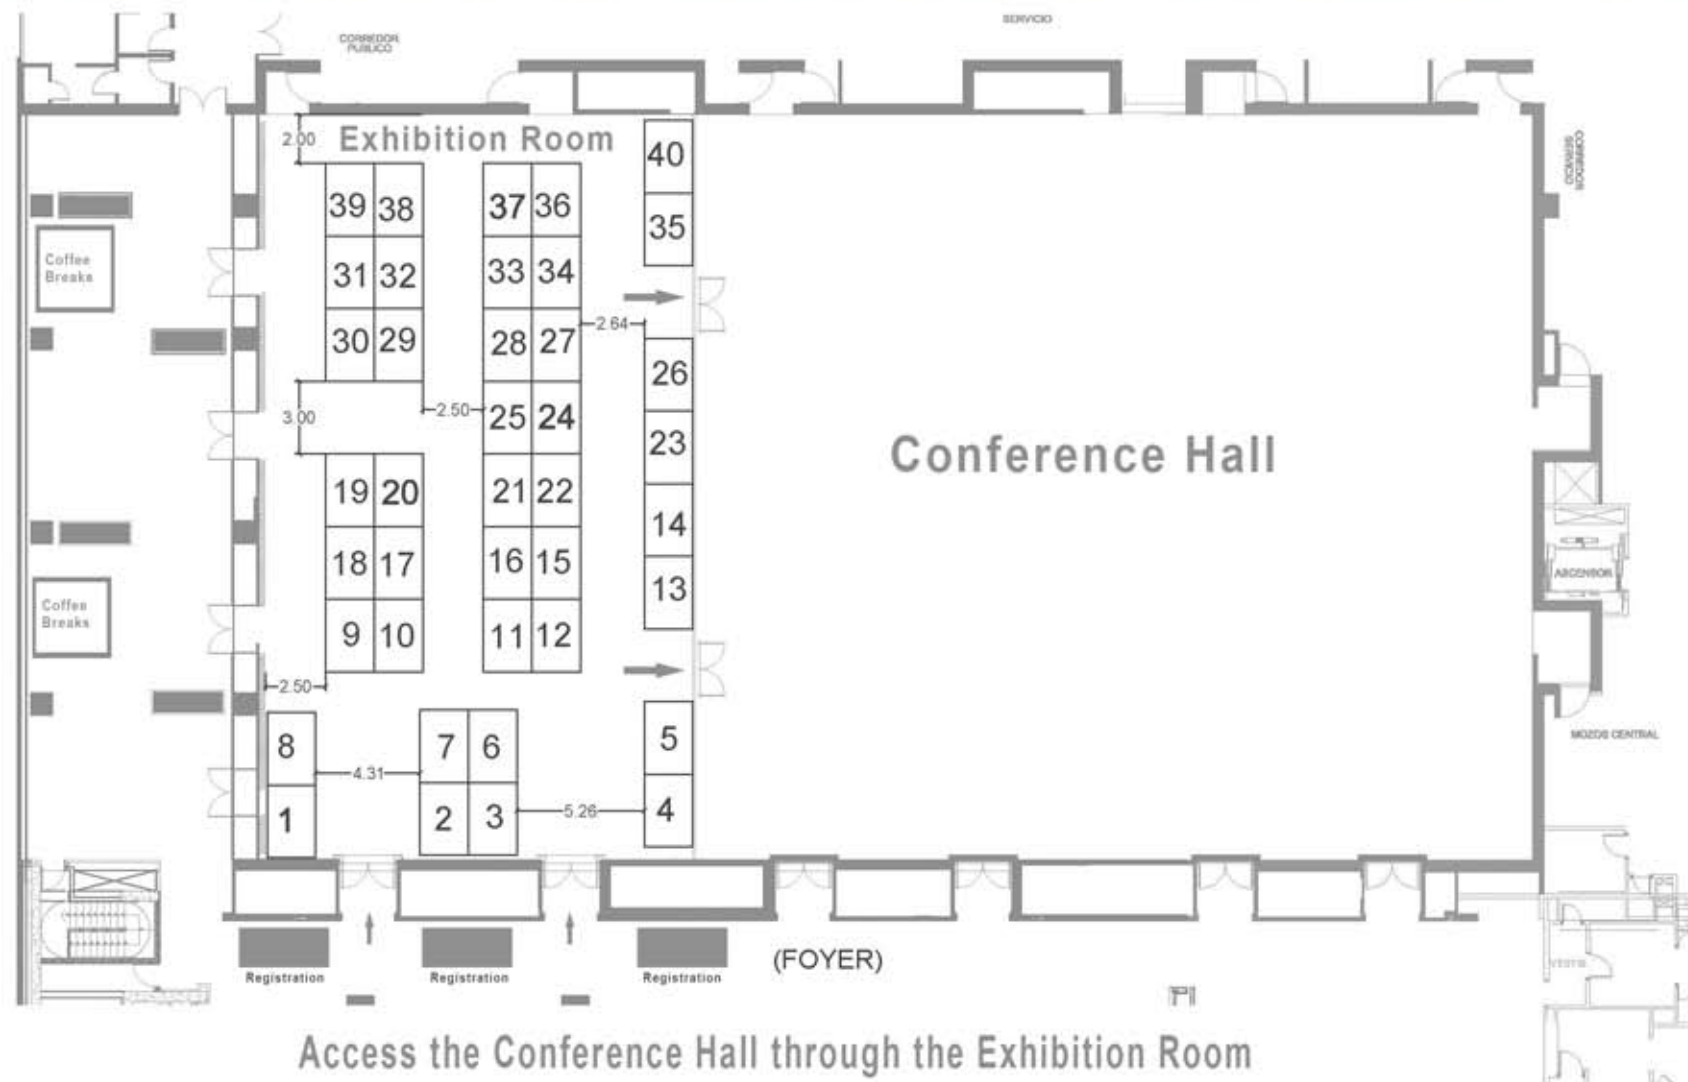 SERVICIO
CORREDOR
PUBLICO
2.00
Exhibition Room
40
39 38
37 36
35
CORREDOR
SERVICIO
Coffee
Breaks
31 32
33 34
30 29
28 27
2.64
26
3.00
2.50
25 24
23
Conference Hall
19 20
21 22
14
18 17
16 15
13
ASCENSOR
Coffee
Breaks
9 10
11 12
2.50
8
7 6
5
MOZOS CENTRAL
4.31
1
2 3
5.26
4
Registration
Registration
Registration
(FOYER)
Access the Conference Hall through the Exhibition Room